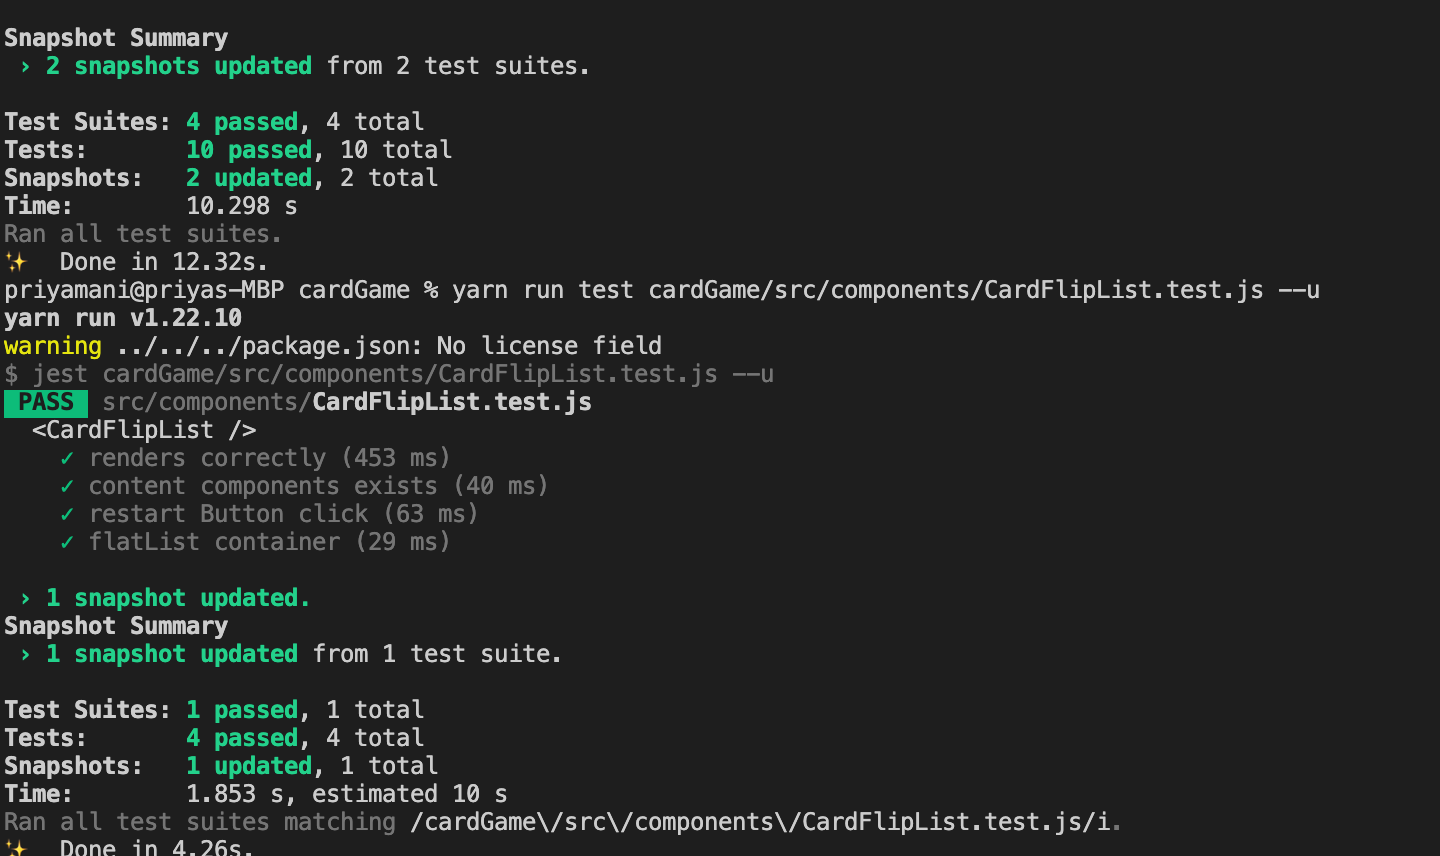 Snapshot Summary
› 2 snapshots updated from 2 test suites.
Test Suites: 4 passed, 4 total
Tests:       10 passed, 10 total
Snapshots:   2 updated, 2 total
Time:        10.298 s
Ran all test suites.
✨  Done in 12.32s.
priyamani@priyas-MBP cardGame % yarn run test cardGame/src/components/CardFlipList.test.js --u
yarn run v1.22.10
warning ../../../package.json: No license field
$ jest cardGame/src/components/CardFlipList.test.js --u
PASS src/components/CardFlipList.test.js
<CardFlipList />
✓ renders correctly (453 ms)
✓ content components exists (40 ms)
✓ restart Button click (63 ms)
✓ flatList container (29 ms)
› 1 snapshot updated.
Snapshot Summary
› 1 snapshot updated from 1 test suite.
Test Suites: 1 passed, 1 total
Tests:       4 passed, 4 total
Snapshots:   1 updated, 1 total
Time:        1.853 s, estimated 10 s
Ran all test suites matching /cardGame\/src\/components\/CardFlipList.test.js/i.
✨  Done in 4.26s.